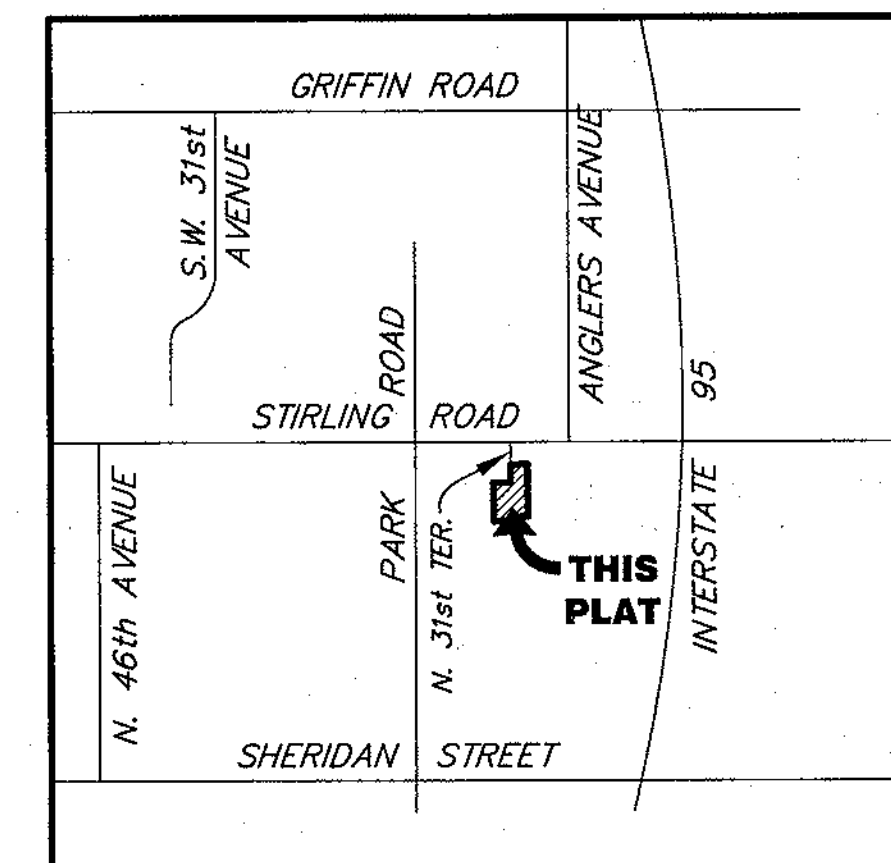 GRIFFIN ROAD
S.W. 31st
AVENUE
ANGLERS AVENUE
PARK ROAD
STIRLING ROAD
95
INTERSTATE
N. 46th AVENUE
N. 31st TER.
THIS
PLAT
SHERIDAN STREET